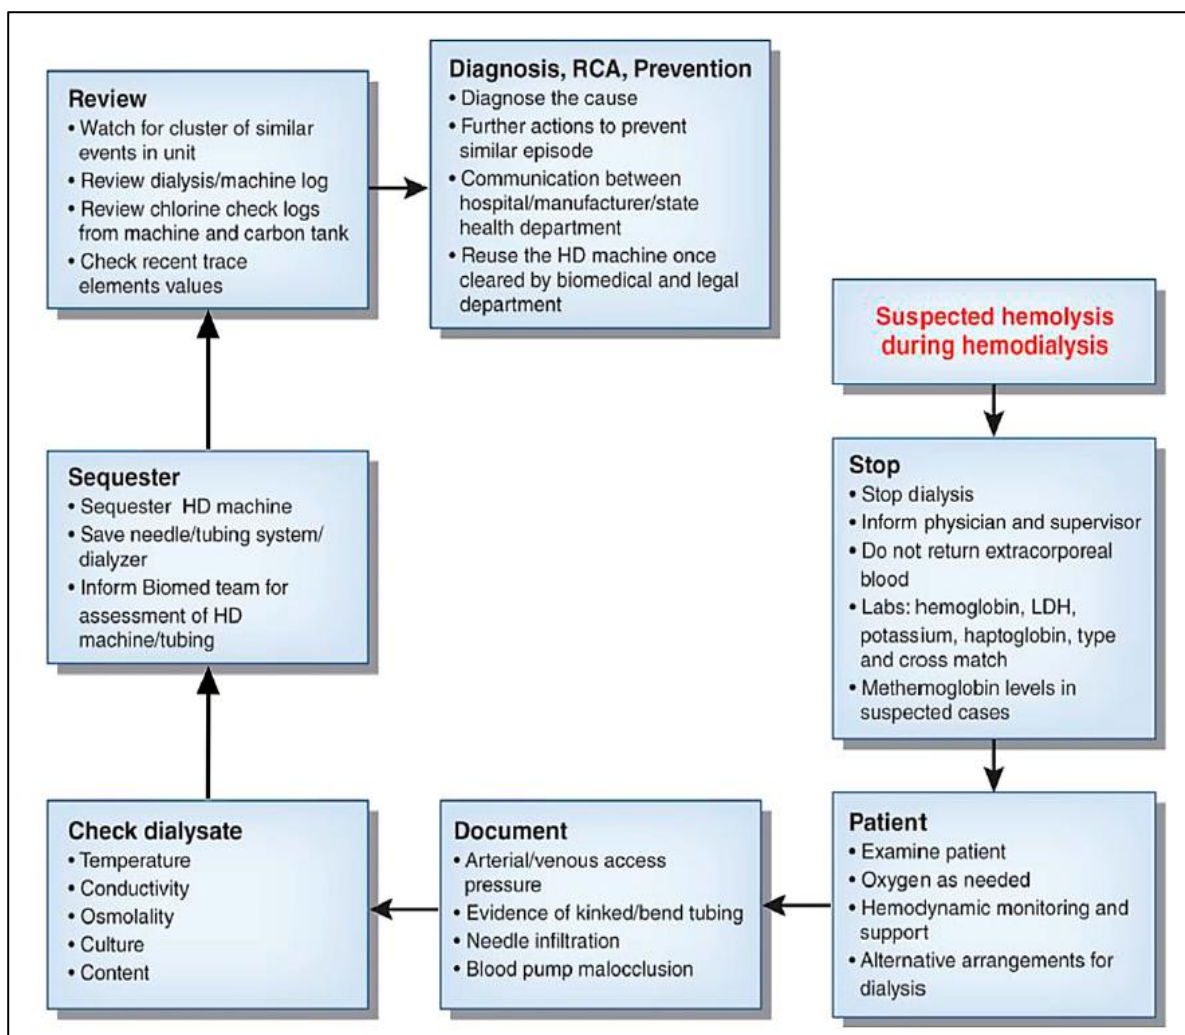 Suspected hemolysis
during hemodialysis
Stop
• Stop dialysis
• Inform physician and supervisor
• Do not return extracorporeal
blood
• Labs: hemoglobin, LDH,
potassium, haptoglobin, type
and cross match
• Methemoglobin levels in
suspected cases
Patient
• Examine patient
• Oxygen as needed
• Hemodynamic monitoring and
support
• Alternative arrangements for
dialysis
Document
• Arterial/venous access
pressure
• Evidence of kinked/bend tubing
• Needle infiltration
• Blood pump malocclusion
Check dialysate
• Temperature
• Conductivity
• Osmolality
• Culture
• Content
Sequester
• Sequester HD machine
• Save needle/tubing system/
dialyzer
• Inform Biomed team for
assessment of HD
machine/tubing
Review
• Watch for cluster of similar
events in unit
• Review dialysis/machine log
• Review chlorine check logs
from machine and carbon tank
• Check recent trace
elements values
Diagnosis, RCA, Prevention
• Diagnose the cause
• Further actions to prevent
similar episode
• Communication between
hospital/manufacturer/state
health department
• Reuse the HD machine once
cleared by biomedical and legal
department